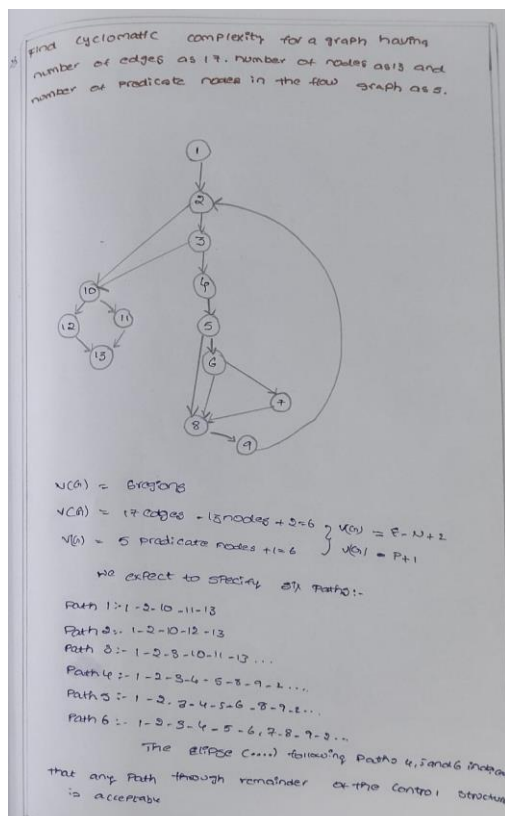 Find cyclomatic complexity for a graph having
number of edges as 17. number of nodes as 13 and
number of predicate nodes in the flow graph as 5.
1
2
3
4
10
5
12
11
6
13
7
8
9
V(G) = 6 regions
V(G) = 17 edges - 13 nodes + 2 = 6 } V(G) = E - N + 2
V(G) = 5 predicate nodes + 1 = 6 } V(G) = P + 1
We expect to specify six paths:-
Path 1:- 1-2-10-11-13
Path 2:- 1-2-10-12-13
Path 3:- 1-2-3-10-11-13...
Path 4:- 1-2-3-4-5-8-9-2....
Path 5:- 1-2.3-4-5-6-8-9.2...
Path 6:- 1-2-3-4-5-6,7-8-9-2...
The elipse (....) following Paths 4,5 and 6
that any Path through remainder of the control
is acceptable